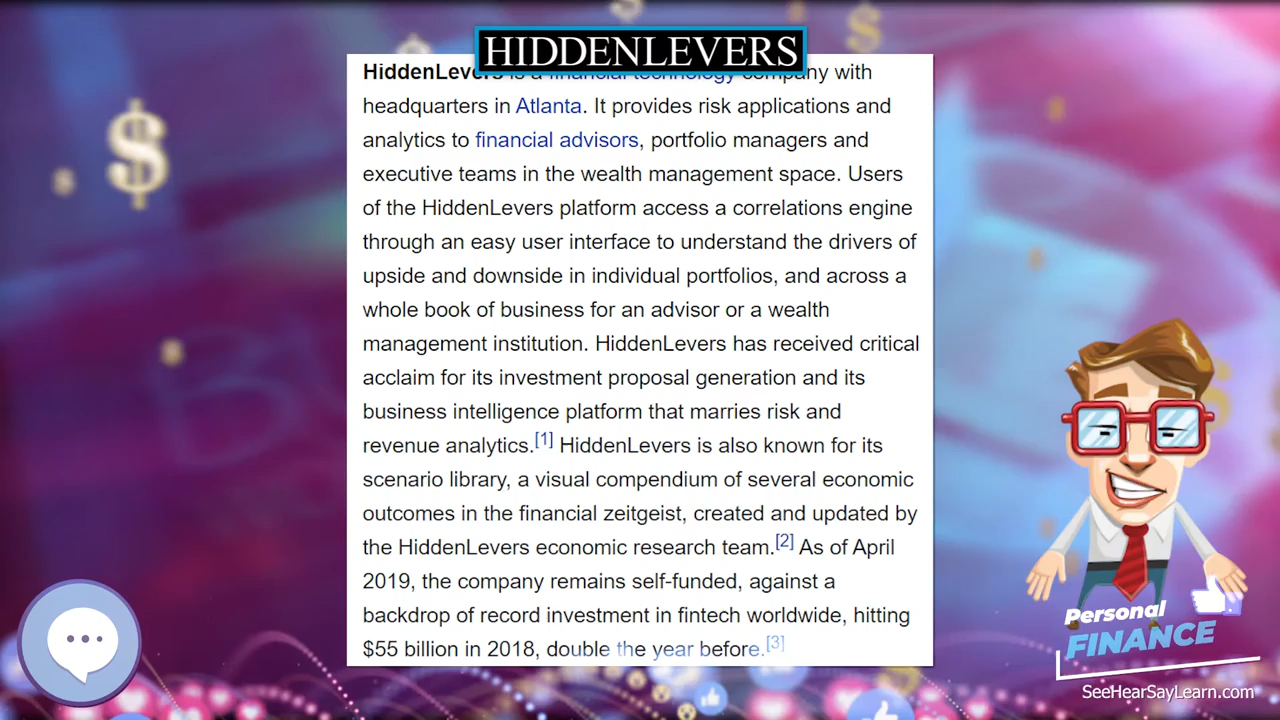 HIDDENLEVERS
HiddenLevers is a financial technology company with
headquarters in Atlanta. It provides risk applications and
analytics to financial advisors, portfolio managers and
executive teams in the wealth management space. Users
of the HiddenLevers platform access a correlations engine
through an easy user interface to understand the drivers of
upside and downside in individual portfolios, and across a
whole book of business for an advisor or a wealth
management institution. HiddenLevers has received critical
acclaim for its investment proposal generation and its
business intelligence platform that marries risk and
revenue analytics.[1] HiddenLevers is also known for its
scenario library, a visual compendium of several economic
outcomes in the financial zeitgeist, created and updated by
the HiddenLevers economic research team.[2] As of April
2019, the company remains self-funded, against a
backdrop of record investment in fintech worldwide, hitting
$55 billion in 2018, double the year before.[3]
Personal
FINANCE
SeeHearSayLearn.com